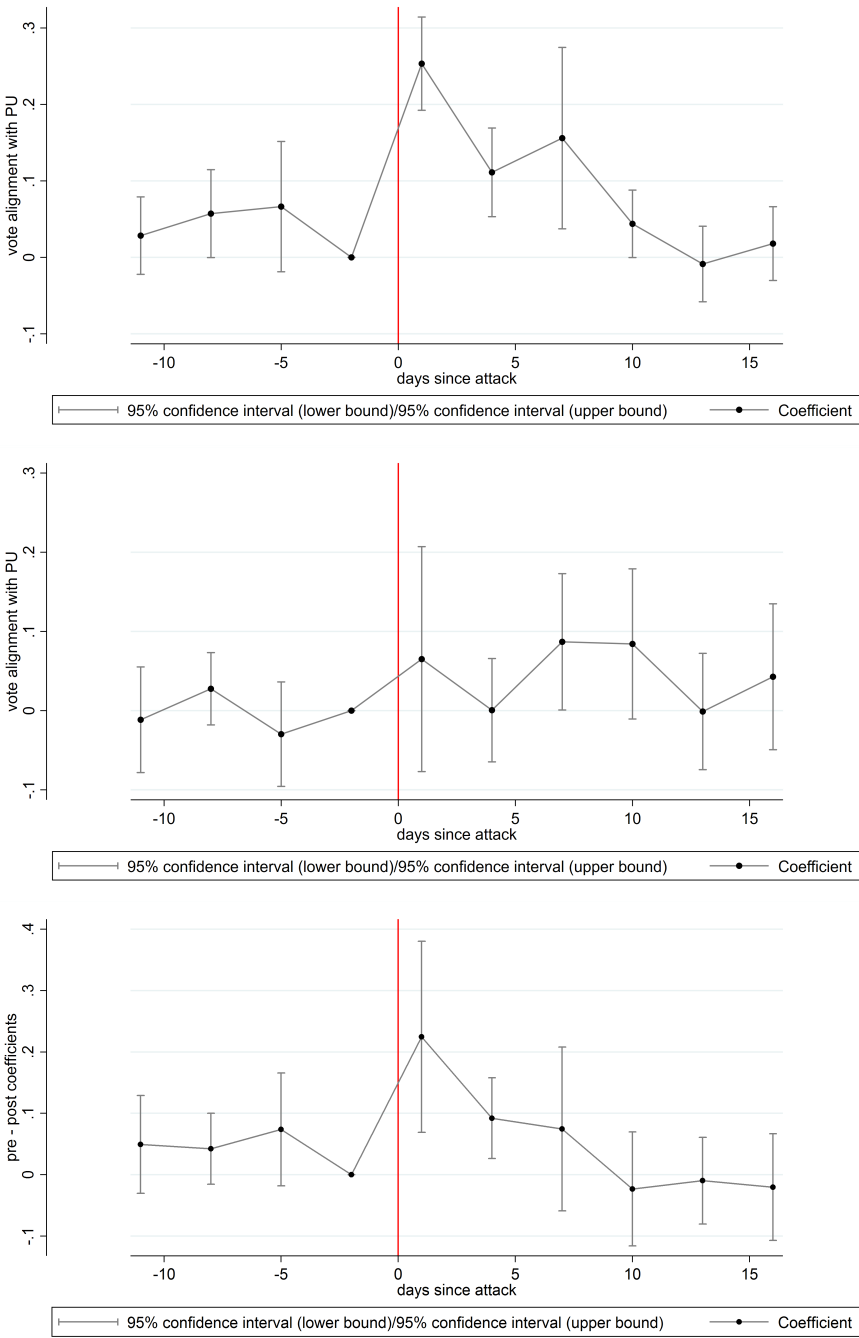 vote alignment with PU
.3
.2
.1
0
-.1
-10 -5 0 5 10 15
days since attack
95% confidence interval (lower bound)/95% confidence interval (upper bound) Coefficient
vote alignment with PU
.3
.2
.1
0
-.1
-10 -5 0 5 10 15
days since attack
95% confidence interval (lower bound)/95% confidence interval (upper bound) Coefficient
pre - post coefficients
.4
.3
.2
.1
0
-.1
-10 -5 0 5 10 15
days since attack
95% confidence interval (lower bound)/95% confidence interval (upper bound) Coefficient